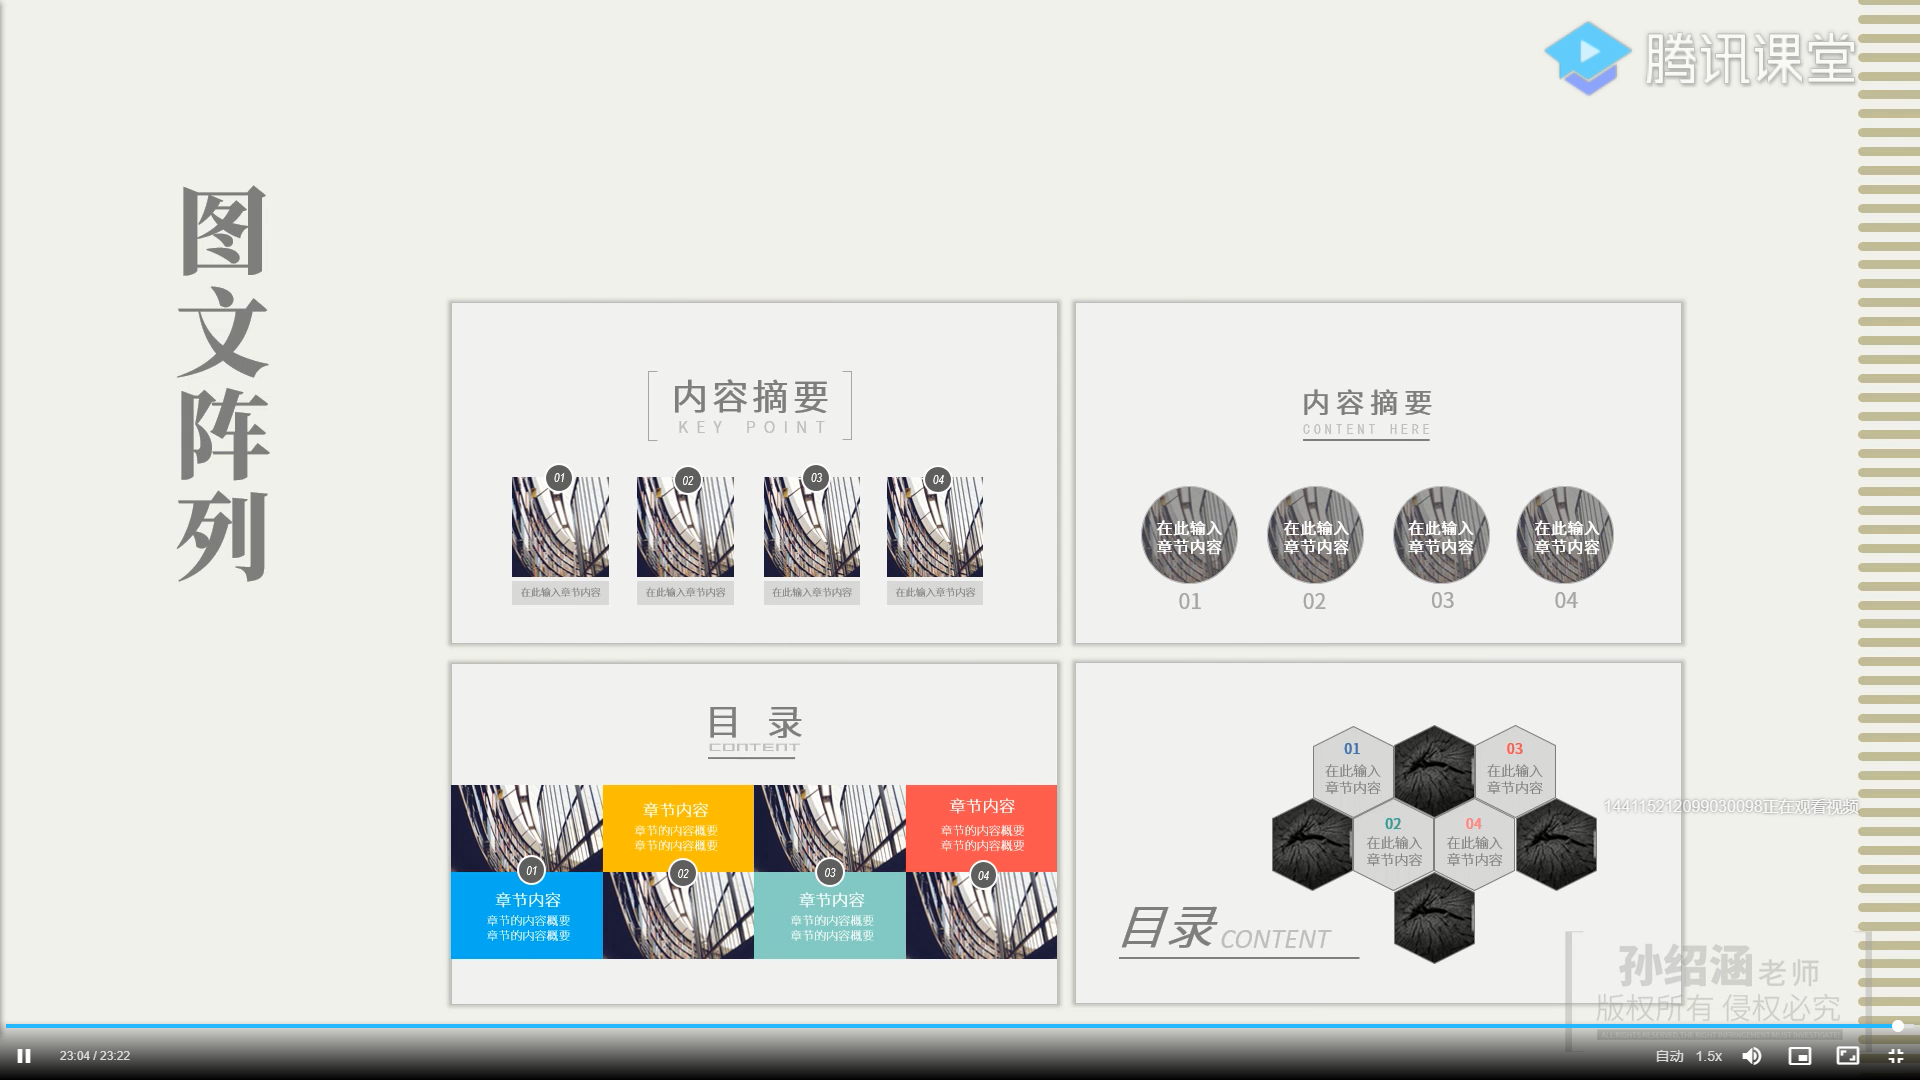 腾讯课堂
图文阵列
内容摘要
KEY POINT
01
02
03
04
在此输入章节内容
在此输入章节内容
在此输入章节内容
在此输入章节内容
内容摘要
CONTENT HERE
在此输入
章节内容
在此输入
章节内容
在此输入
章节内容
在此输入
章节内容
01
02
03
04
目 录
CONTENT
章节内容
章节的内容概要
章节的内容概要
章节内容
章节的内容概要
章节的内容概要
01
02
03
04
章节内容
章节的内容概要
章节的内容概要
章节内容
章节的内容概要
章节的内容概要
01
在此输入
章节内容
03
在此输入
章节内容
02
在此输入
章节内容
04
在此输入
章节内容
目录 CONTENT
144115212099030098正在观看视频
孙绍涵老师
版权所有 侵权必究
23:04 / 23:22
自动 1.5x